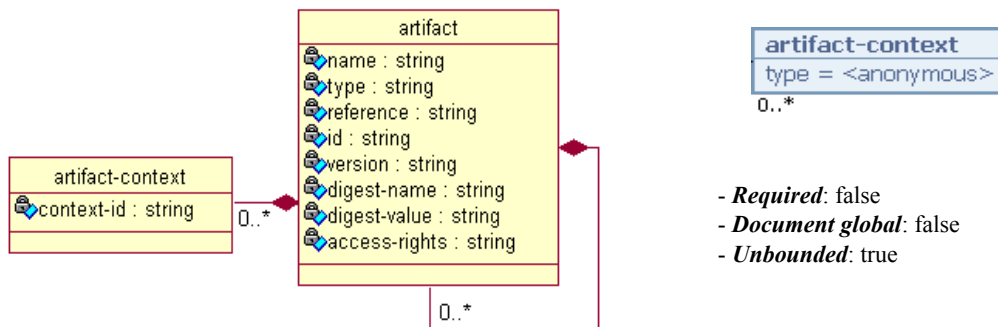 artifact
name : string
type : string
reference : string
id : string
version : string
digest-name : string
digest-value : string
access-rights : string
artifact-context
context-id : string
0..*
0..*
artifact-context
type = <anonymous>
0..*
- Required: false
- Document global: false
- Unbounded: true